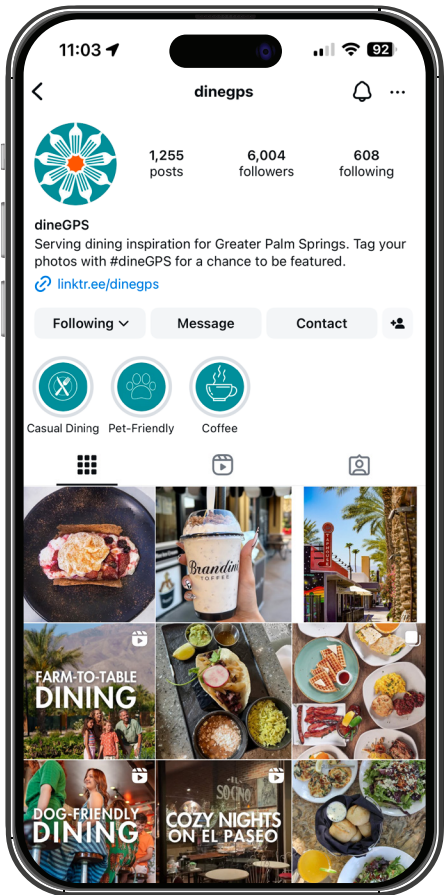 11:03
92
dinegps
1,255
posts
6,004
followers
608
following
dineGPS
Serving dining inspiration for Greater Palm Springs. Tag your
photos with #dineGPS for a chance to be featured.
linktr.ee/dinegps
Following
Message
Contact
Casual Dining
Pet-Friendly
Coffee
Brandini
TOFFEE
FARM-TO-TABLE
DINING
DOG-FRIENDLY
DINING
COZY NIGHTS
ON EL PASEO